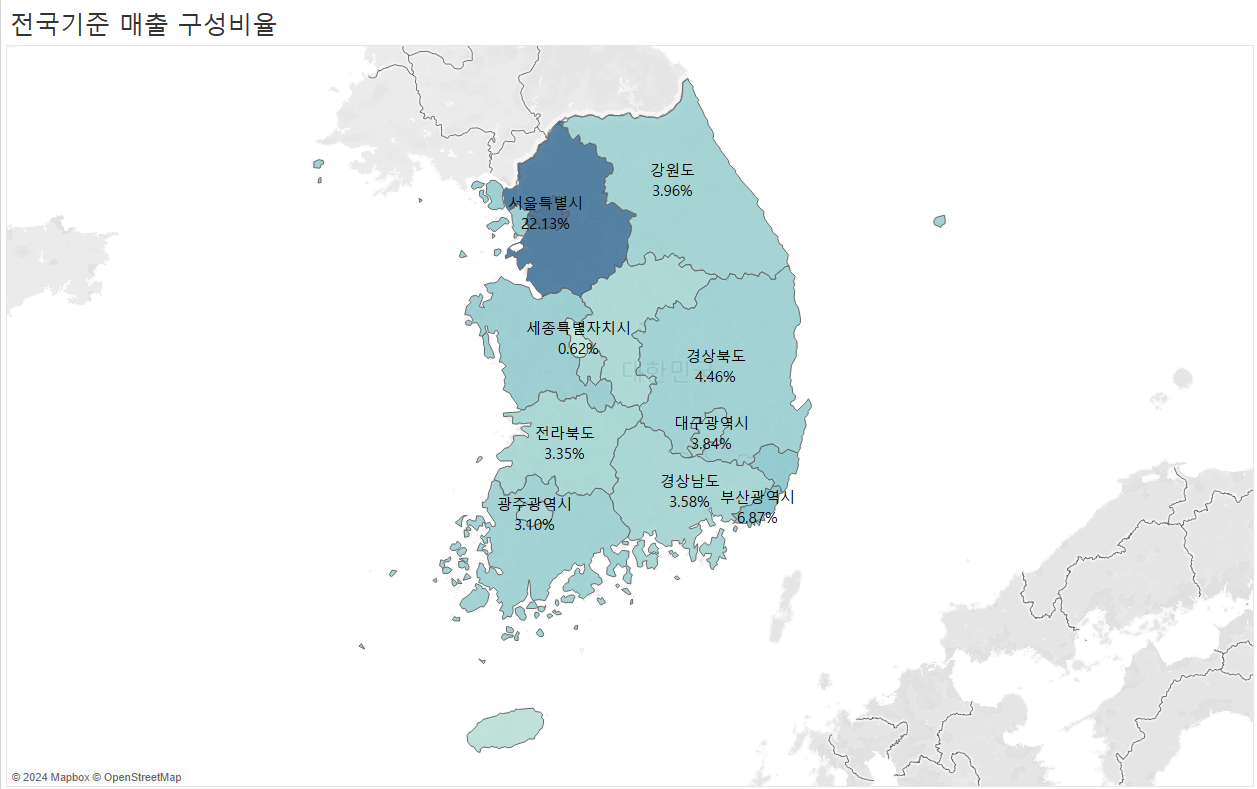 전국기준 매출 구성비율
강원도
3.96%
서울특별시
22.13%
세종특별자치시
0.62%
경상북도
4.46%
대한민국
대구광역시
3.84%
전라북도
3.35%
경상남도
3.58%
부산광역시
6.87%
광주광역시
3.10%
© 2024 Mapbox © OpenStreetMap